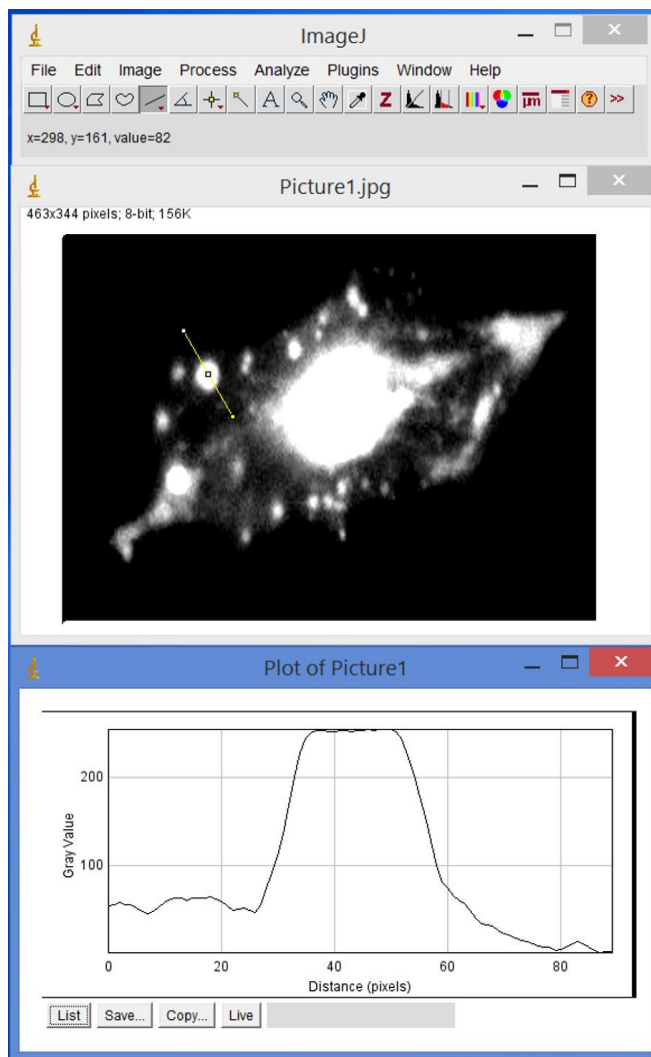 ImageJ
File Edit Image Process Analyze Plugins Window Help
A Z µm ? >>
x=298, y=161, value=82
Picture1.jpg
463x344 pixels; 8-bit; 156K
Plot of Picture1
200
100
Gray Value
0 20 40 60 80
Distance (pixels)
List Save... Copy... Live